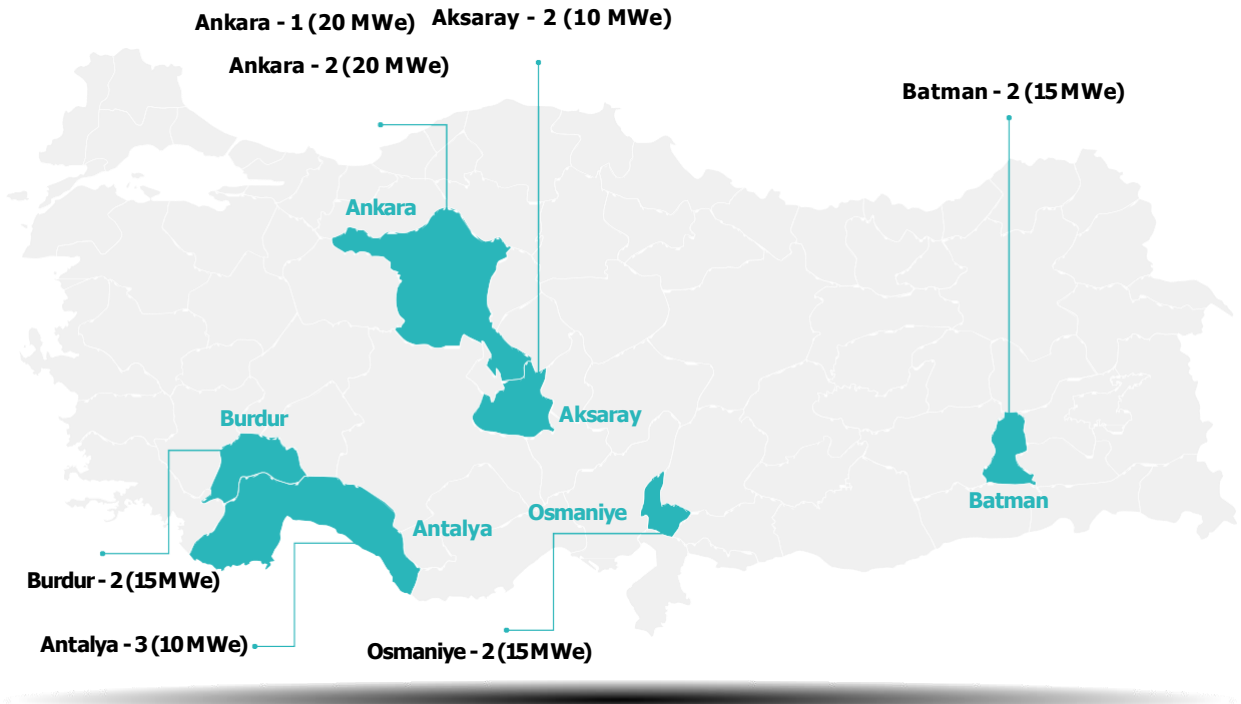 Ankara - 1 (20 MWe) Aksaray - 2 (10 MWe)
Ankara - 2 (20 MWe)
Batman - 2 (15 MWe)
Ankara
Burdur
Aksaray
Batman
Osmaniye
Antalya
Burdur - 2 (15 MWe)
Antalya - 3 (10 MWe)
Osmaniye - 2 (15 MWe)